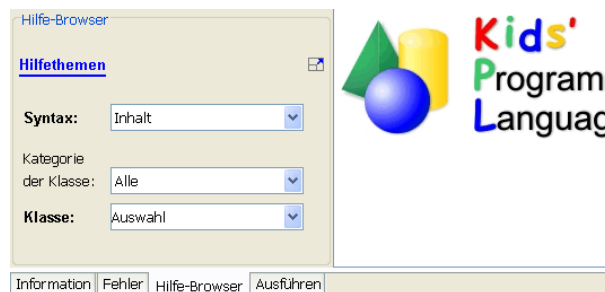 Hilfe-Browser
Hilfethemen
Syntax: Inhalt
Kategorie
der Klasse: Alle
Klasse: Auswahl
Kids'
Program
Languag
Information Fehler Hilfe-Browser Ausführen